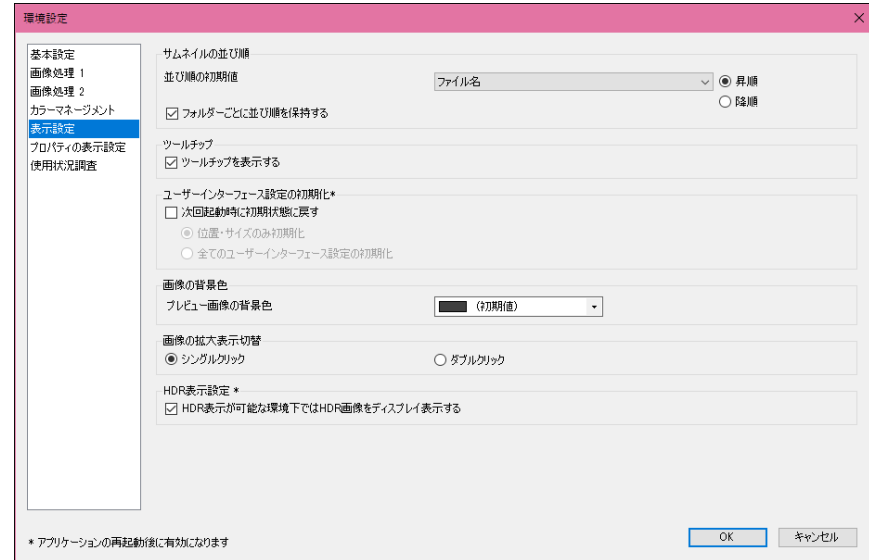 環境設定
基本設定
画像処理 1
画像処理 2
カラーマネージメント
表示設定
プロパティの表示設定
使用状況調査
サムネイルの並び順
並び順の初期値
ファイル名
昇順
降順
フォルダーごとに並び順を保持する
ツールチップ
ツールチップを表示する
ユーザーインターフェース設定の初期化*
次回起動時に初期状態に戻す
位置・サイズのみ初期化
全てのユーザーインターフェース設定の初期化
画像の背景色
プレビュー画像の背景色
(初期値)
画像の拡大表示切替
シングルクリック
ダブルクリック
HDR表示設定 *
HDR表示が可能な環境下ではHDR画像をディスプレイ表示する
* アプリケーションの再起動後に有効になります
OK
キャンセル